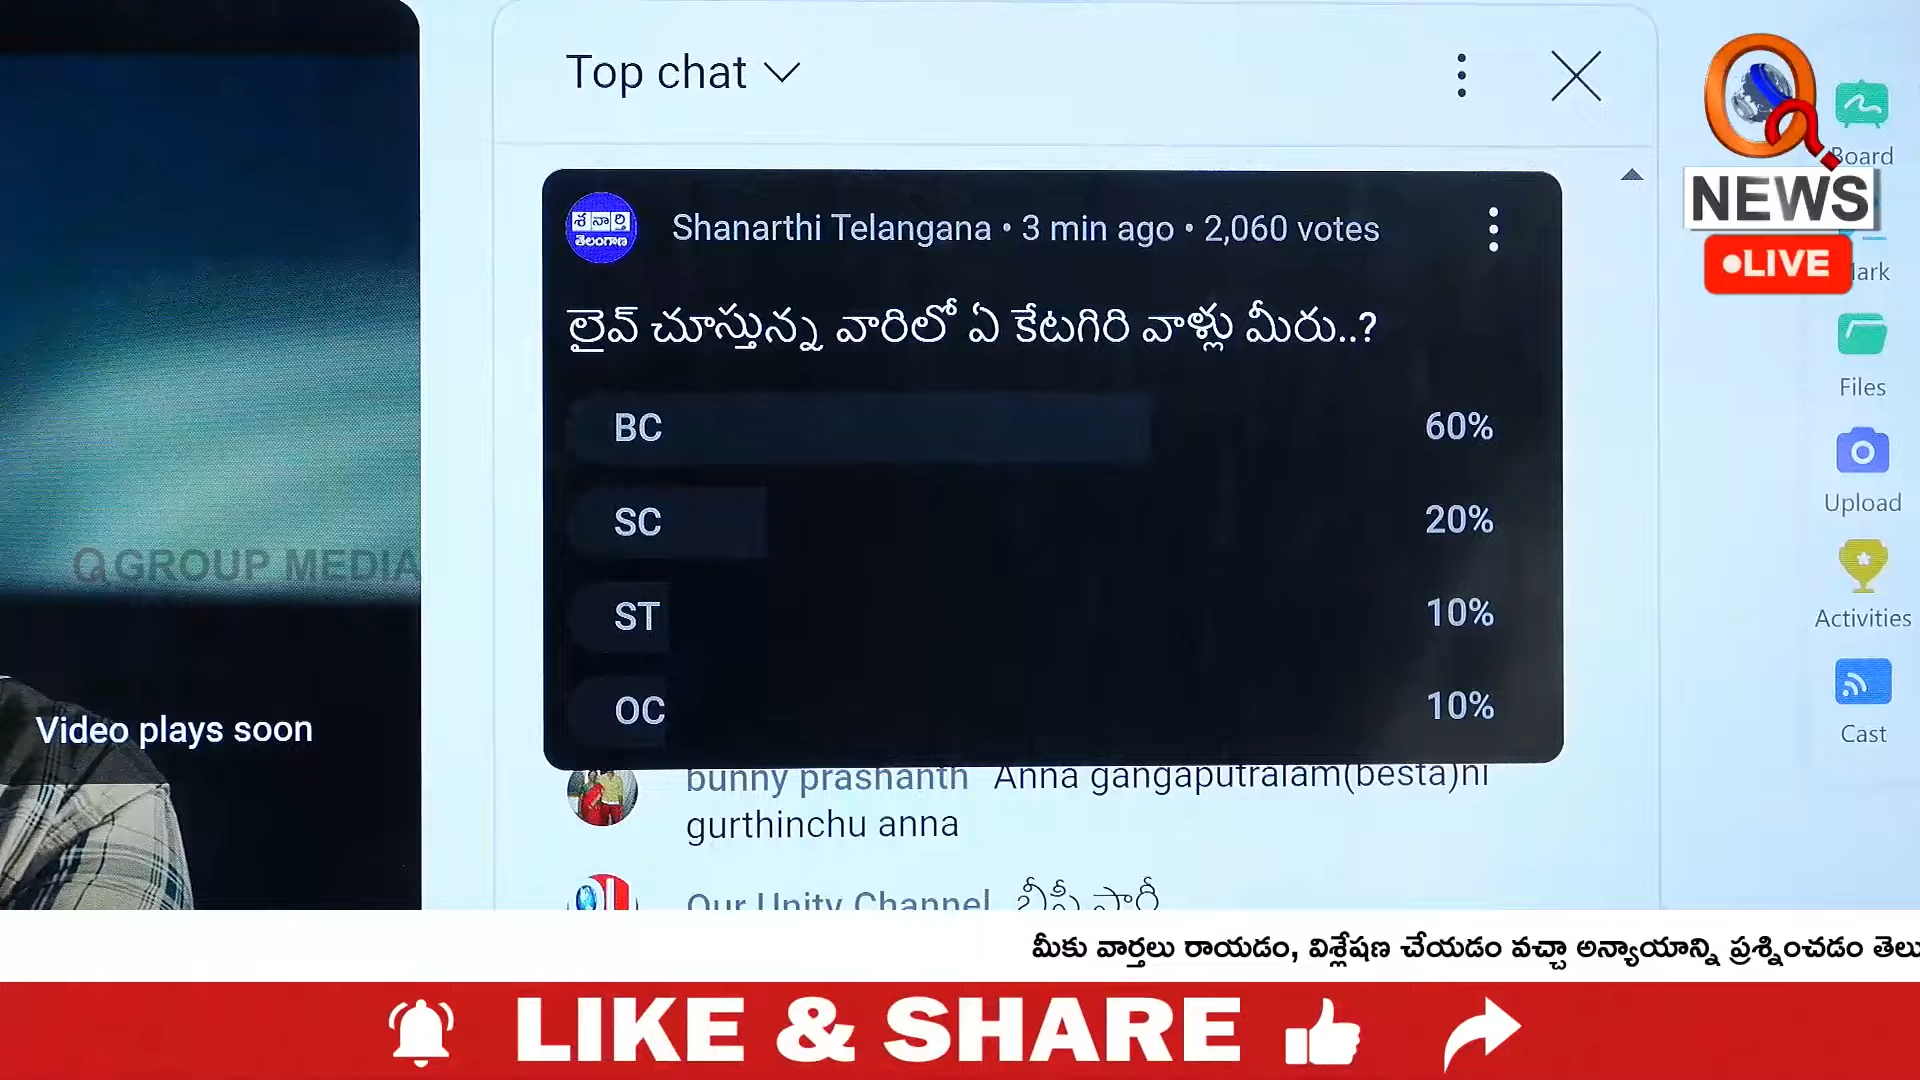 Top chat
Board
NEWS
LIVE
శనార్తి
తెలంగాణ
Shanarthi Telangana • 3 min ago • 2,060 votes
లైవ్ చూస్తున్న వారిలో ఏ కేటగిరి వాళ్లు మీరు..?
BC 60%
SC 20%
ST 10%
OC 10%
Files
Upload
Activities
Cast
Q GROUP MEDIA
Video plays soon
bunny prashanth Anna gangaputralam(besta)ni
gurthinchu anna
Our Unity Channel బీసీ పార్టీ
మీకు వార్తలు రాయడం, విశ్లేషణ చేయడం వచ్చా అన్యాయాన్ని ప్రశ్నించడం తెలు
LIKE & SHARE